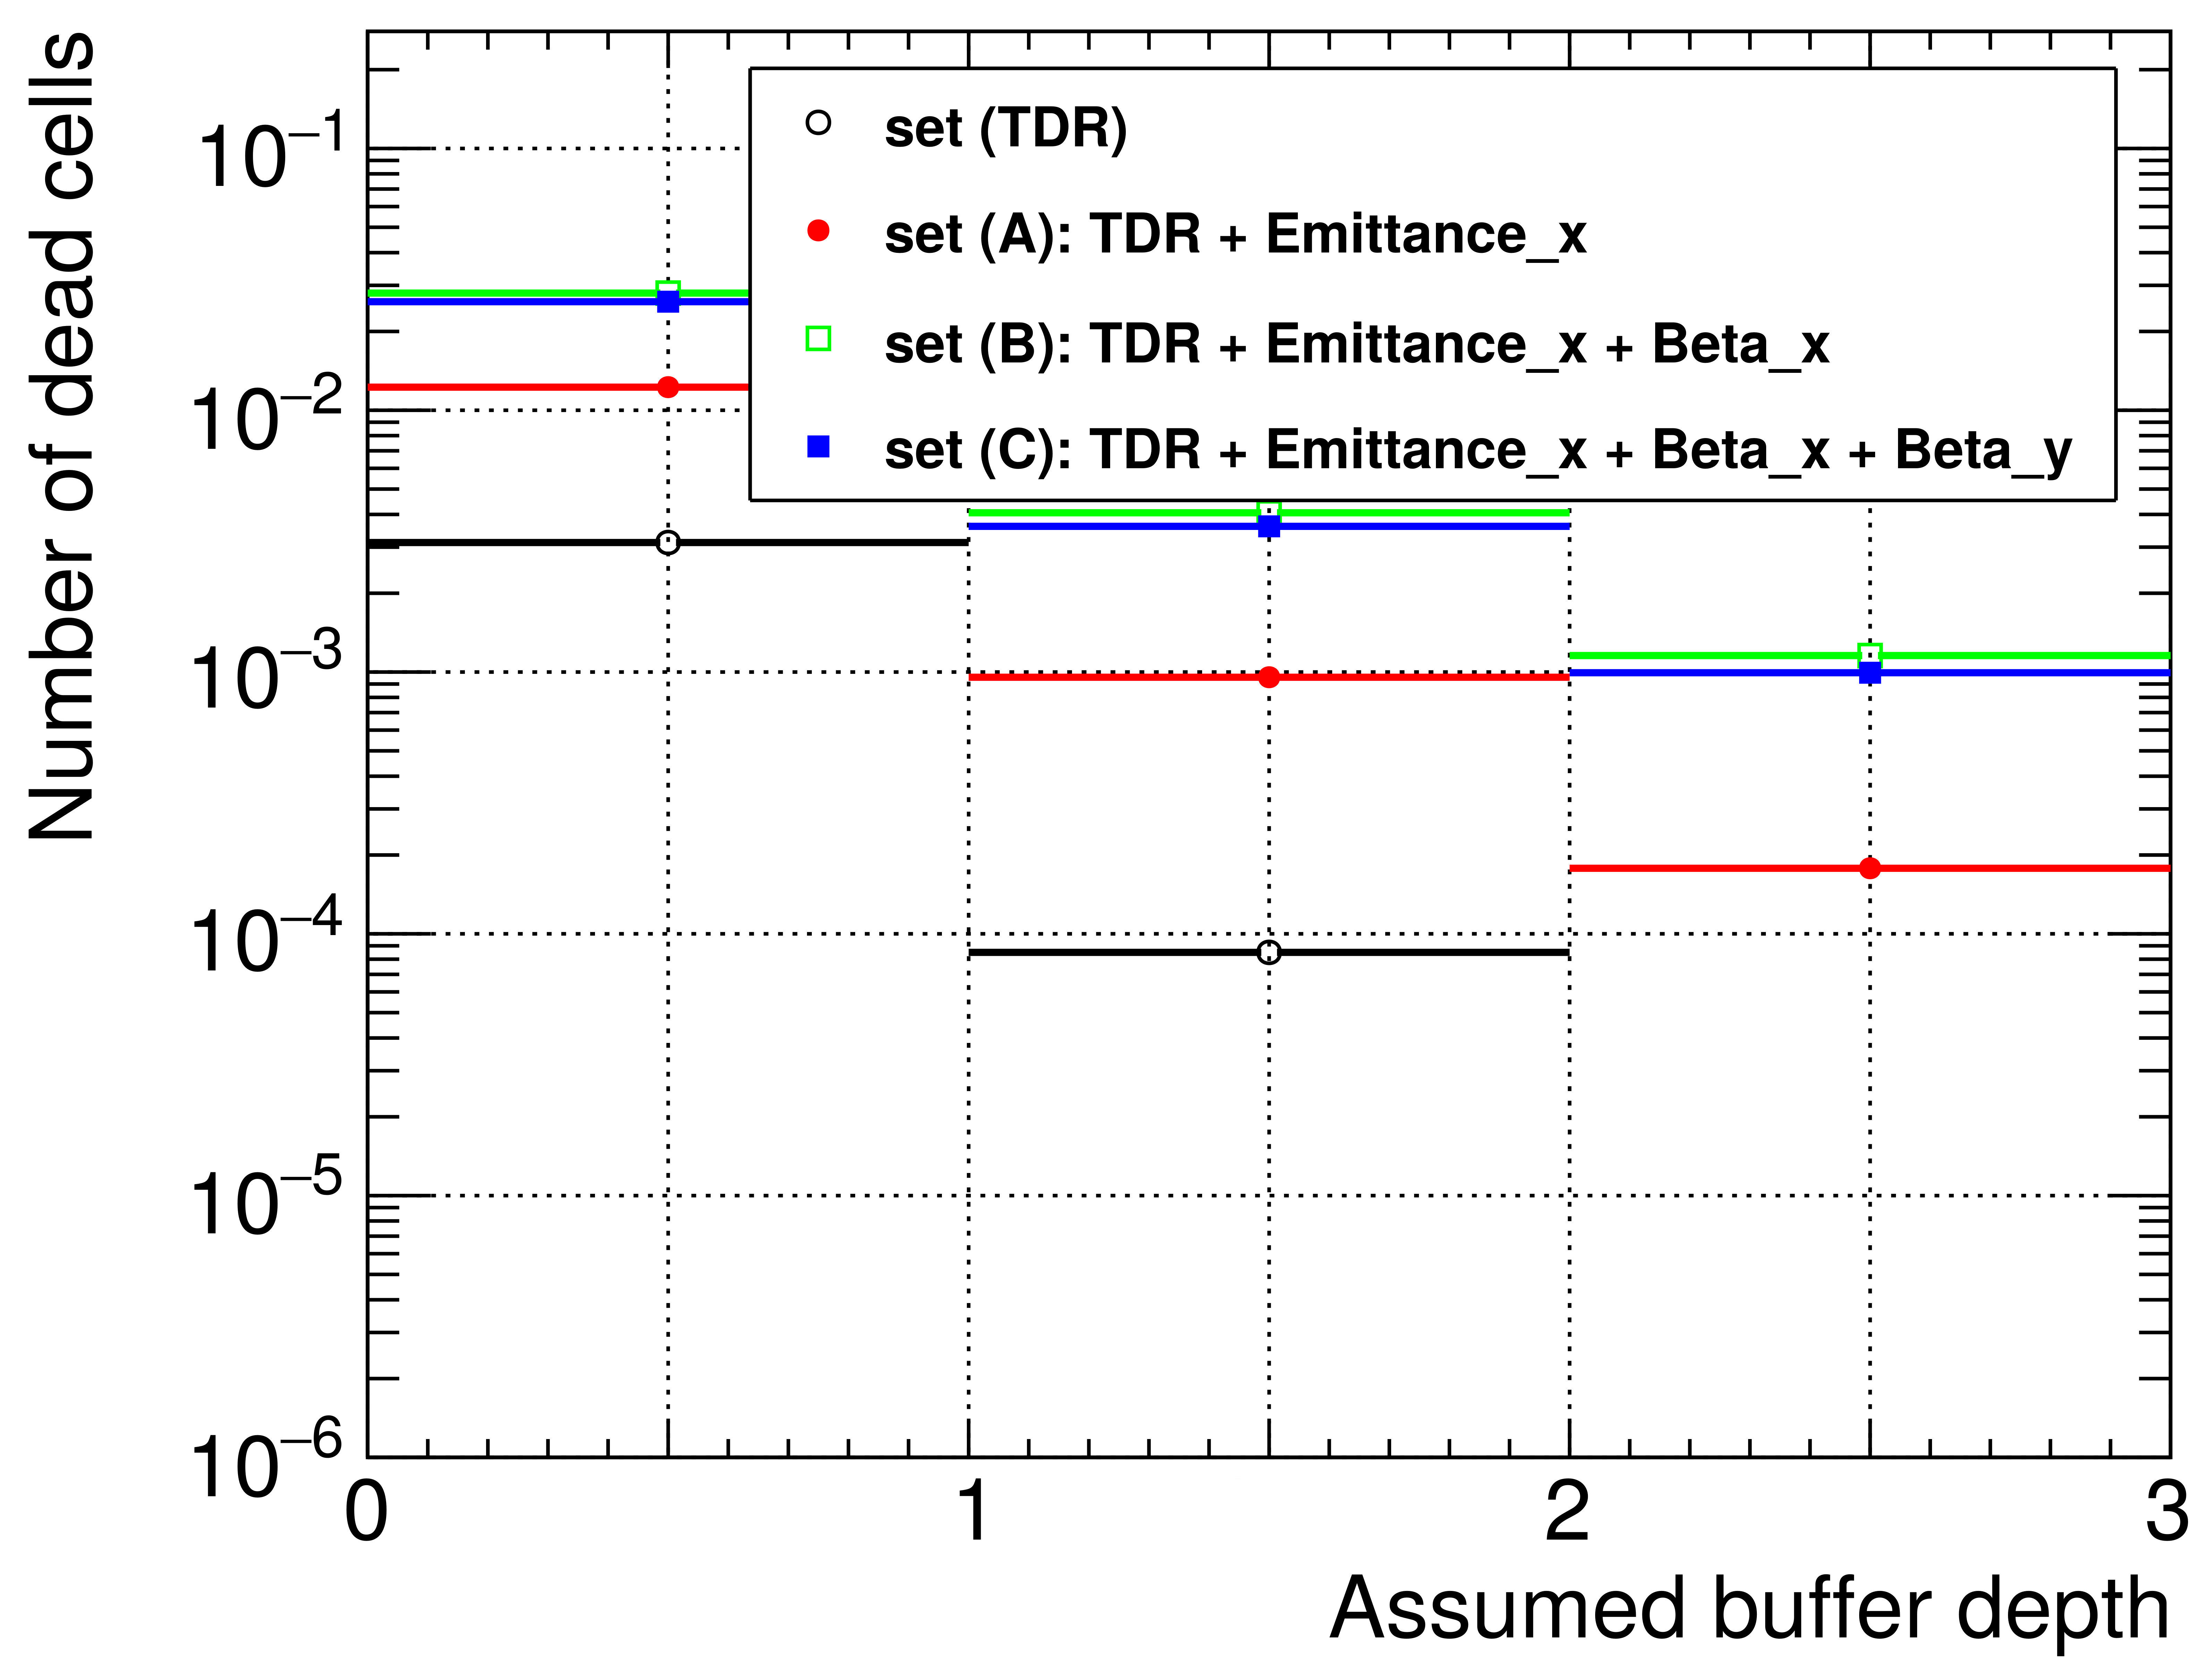 Number of dead cells
10⁻¹
10⁻²
10⁻³
10⁻⁴
10⁻⁵
10⁻⁶
set (TDR)
set (A): TDR + Emittance_x
set (B): TDR + Emittance_x + Beta_x
set (C): TDR + Emittance_x + Beta_x + Beta_y
0 1 2 3
Assumed buffer depth